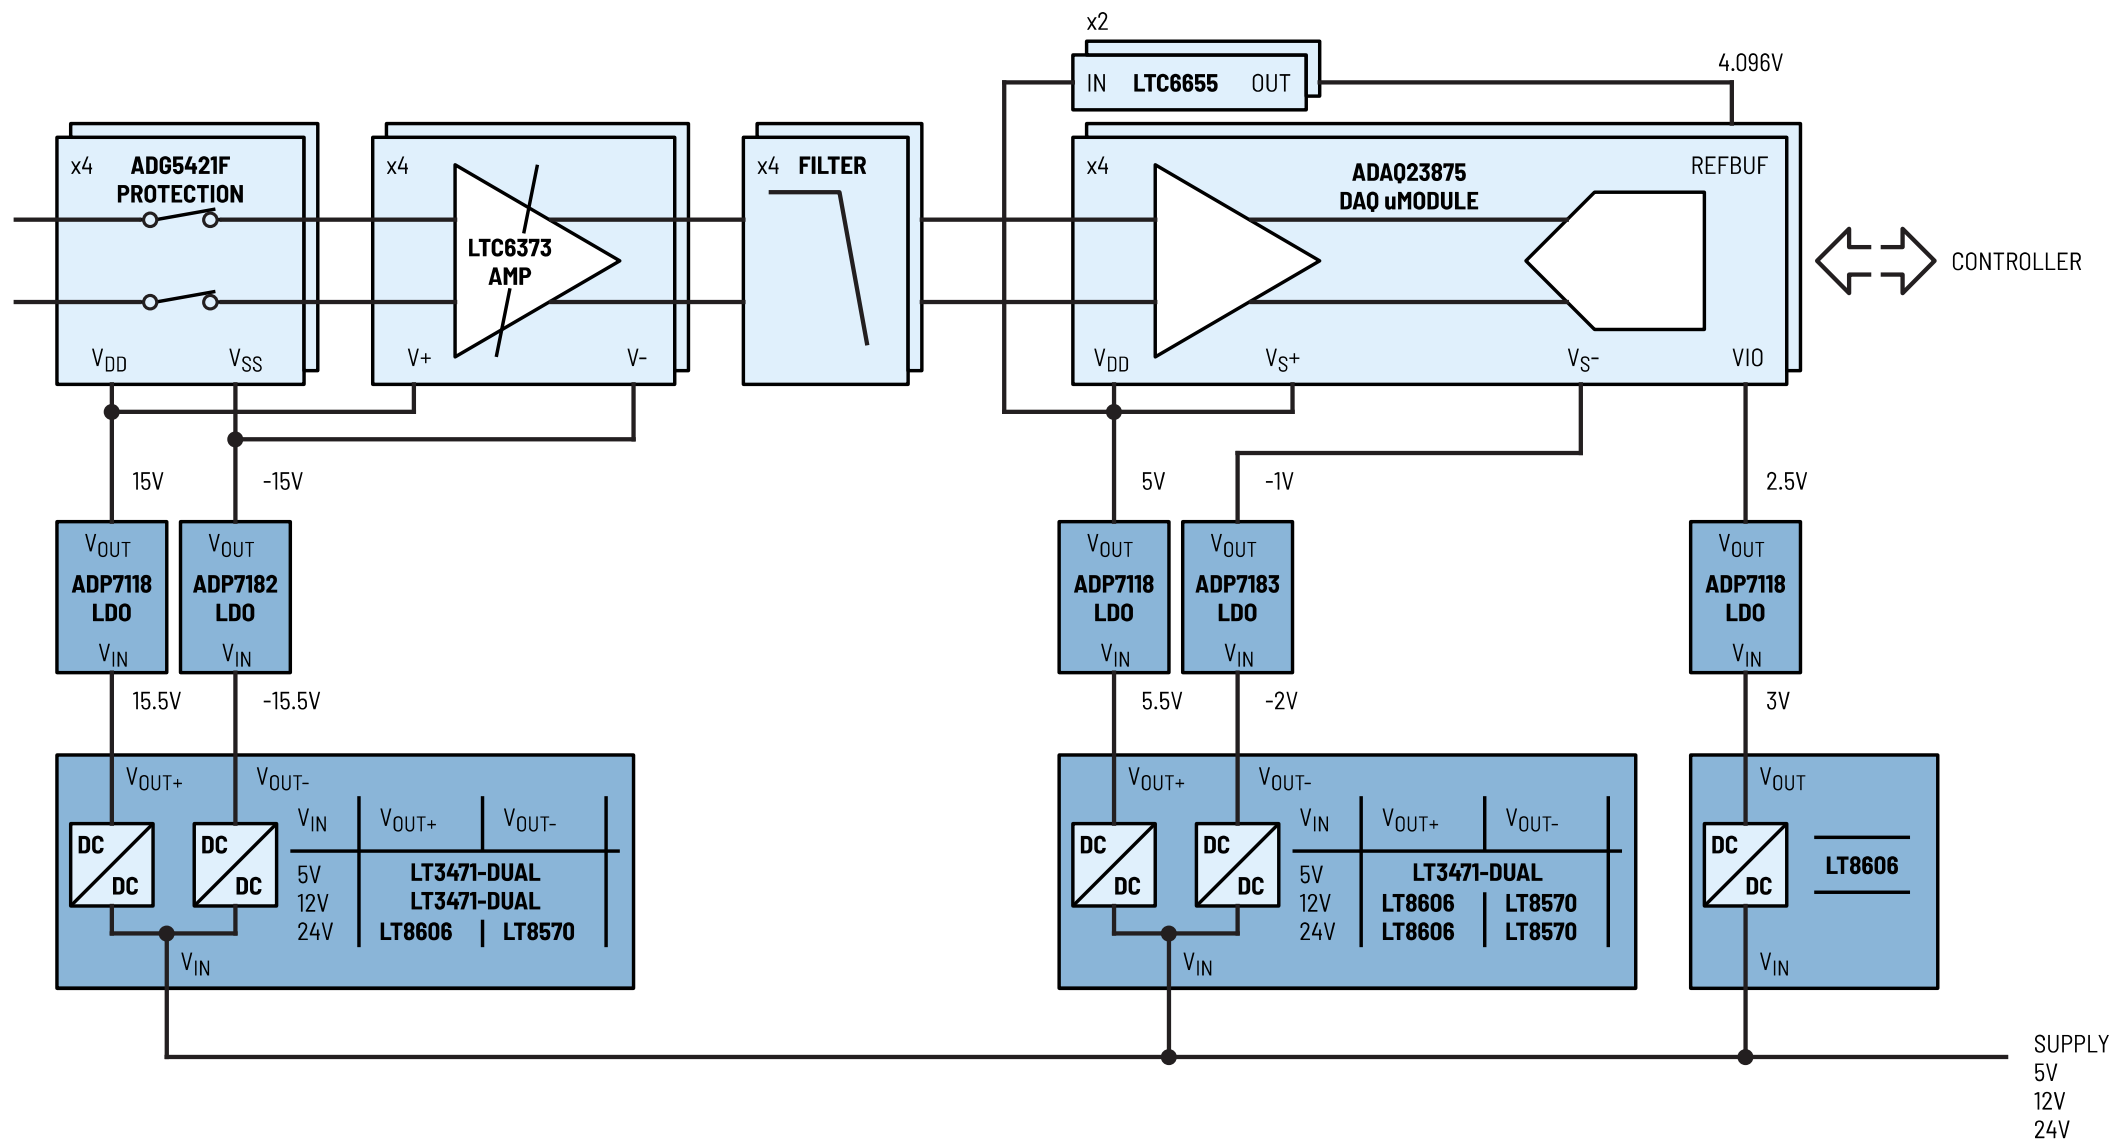 x2
IN LTC6655 OUT
4.096V
x4 ADG5421F
PROTECTION
VDD VSS
x4
LTC6373
AMP
V+ V-
x4 FILTER
x4
ADAQ23875
DAQ uMODULE
REFBUF
VDD VS+ VS- VIO
CONTROLLER
15V -15V 5V -1V 2.5V
VOUT
ADP7118
LDO
VIN
VOUT
ADP7182
LDO
VIN
VOUT
ADP7118
LDO
VIN
VOUT
ADP7183
LDO
VIN
VOUT
ADP7118
LDO
VIN
15.5V -15.5V 5.5V -2V 3V
VOUT+ VOUT-
DC
DC
DC
DC
VIN
VIN VOUT+ VOUT-
5V LT3471-DUAL
12V LT3471-DUAL
24V LT8606 LT8570
VOUT+ VOUT-
DC
DC
DC
DC
VIN
VIN VOUT+ VOUT-
5V LT3471-DUAL
12V LT8606 LT8570
24V LT8606 LT8570
VOUT
DC
DC
LT8606
VIN
SUPPLY
5V
12V
24V